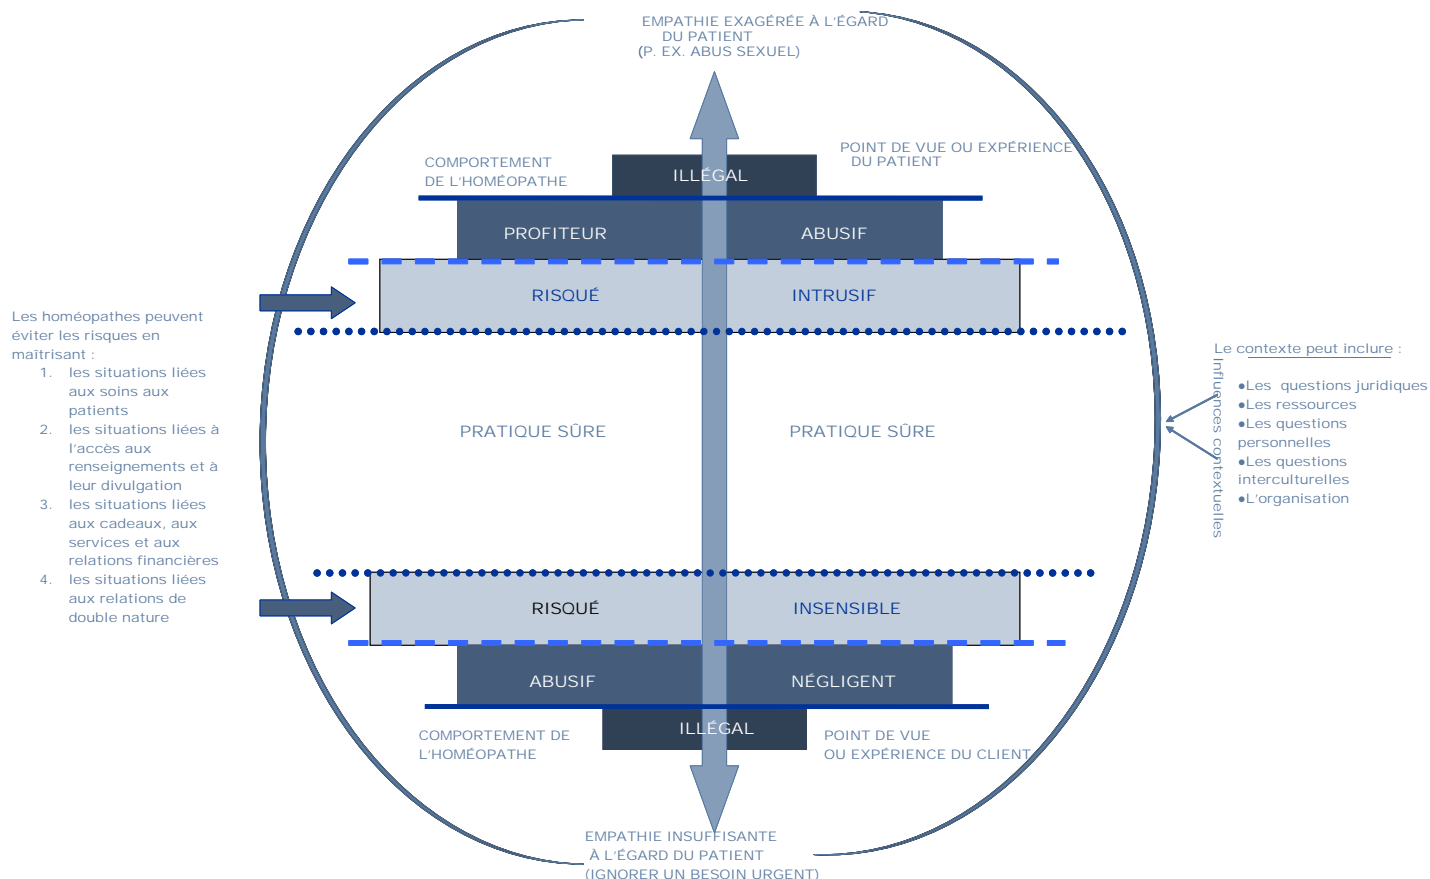 EMPATHIE EXAGÉRÉE À L'ÉGARD
DU PATIENT
(P. EX. ABUS SEXUEL)
POINT DE VUE OU EXPÉRIENCE
DU PATIENT
COMPORTEMENT
DE L'HOMÉOPATHE
ILLÉGAL
PROFITEUR
ABUSIF
RISQUÉ
INTRUSIF
Les homéopathes peuvent
éviter les risques en
maîtrisant :
1. les situations liées
aux soins aux
patients
2. les situations liées à
l'accès aux
renseignements et à
leur divulgation
3. les situations liées
aux cadeaux, aux
services et aux
relations financières
4. les situations liées
aux relations de
double nature
PRATIQUE SÛRE
PRATIQUE SÛRE
Le contexte peut inclure :
Influences contextuelles
●Les questions juridiques
●Les ressources
●Les questions
personnelles
●Les questions
interculturelles
●L'organisation
RISQUÉ
INSENSIBLE
ABUSIF
NÉGLIGENT
ILLÉGAL
COMPORTEMENT DE
L'HOMÉOPATHE
POINT DE VUE
OU EXPÉRIENCE DU CLIENT
EMPATHIE INSUFFISANTE
À L'ÉGARD DU PATIENT
(IGNORER UN BESOIN URGENT)